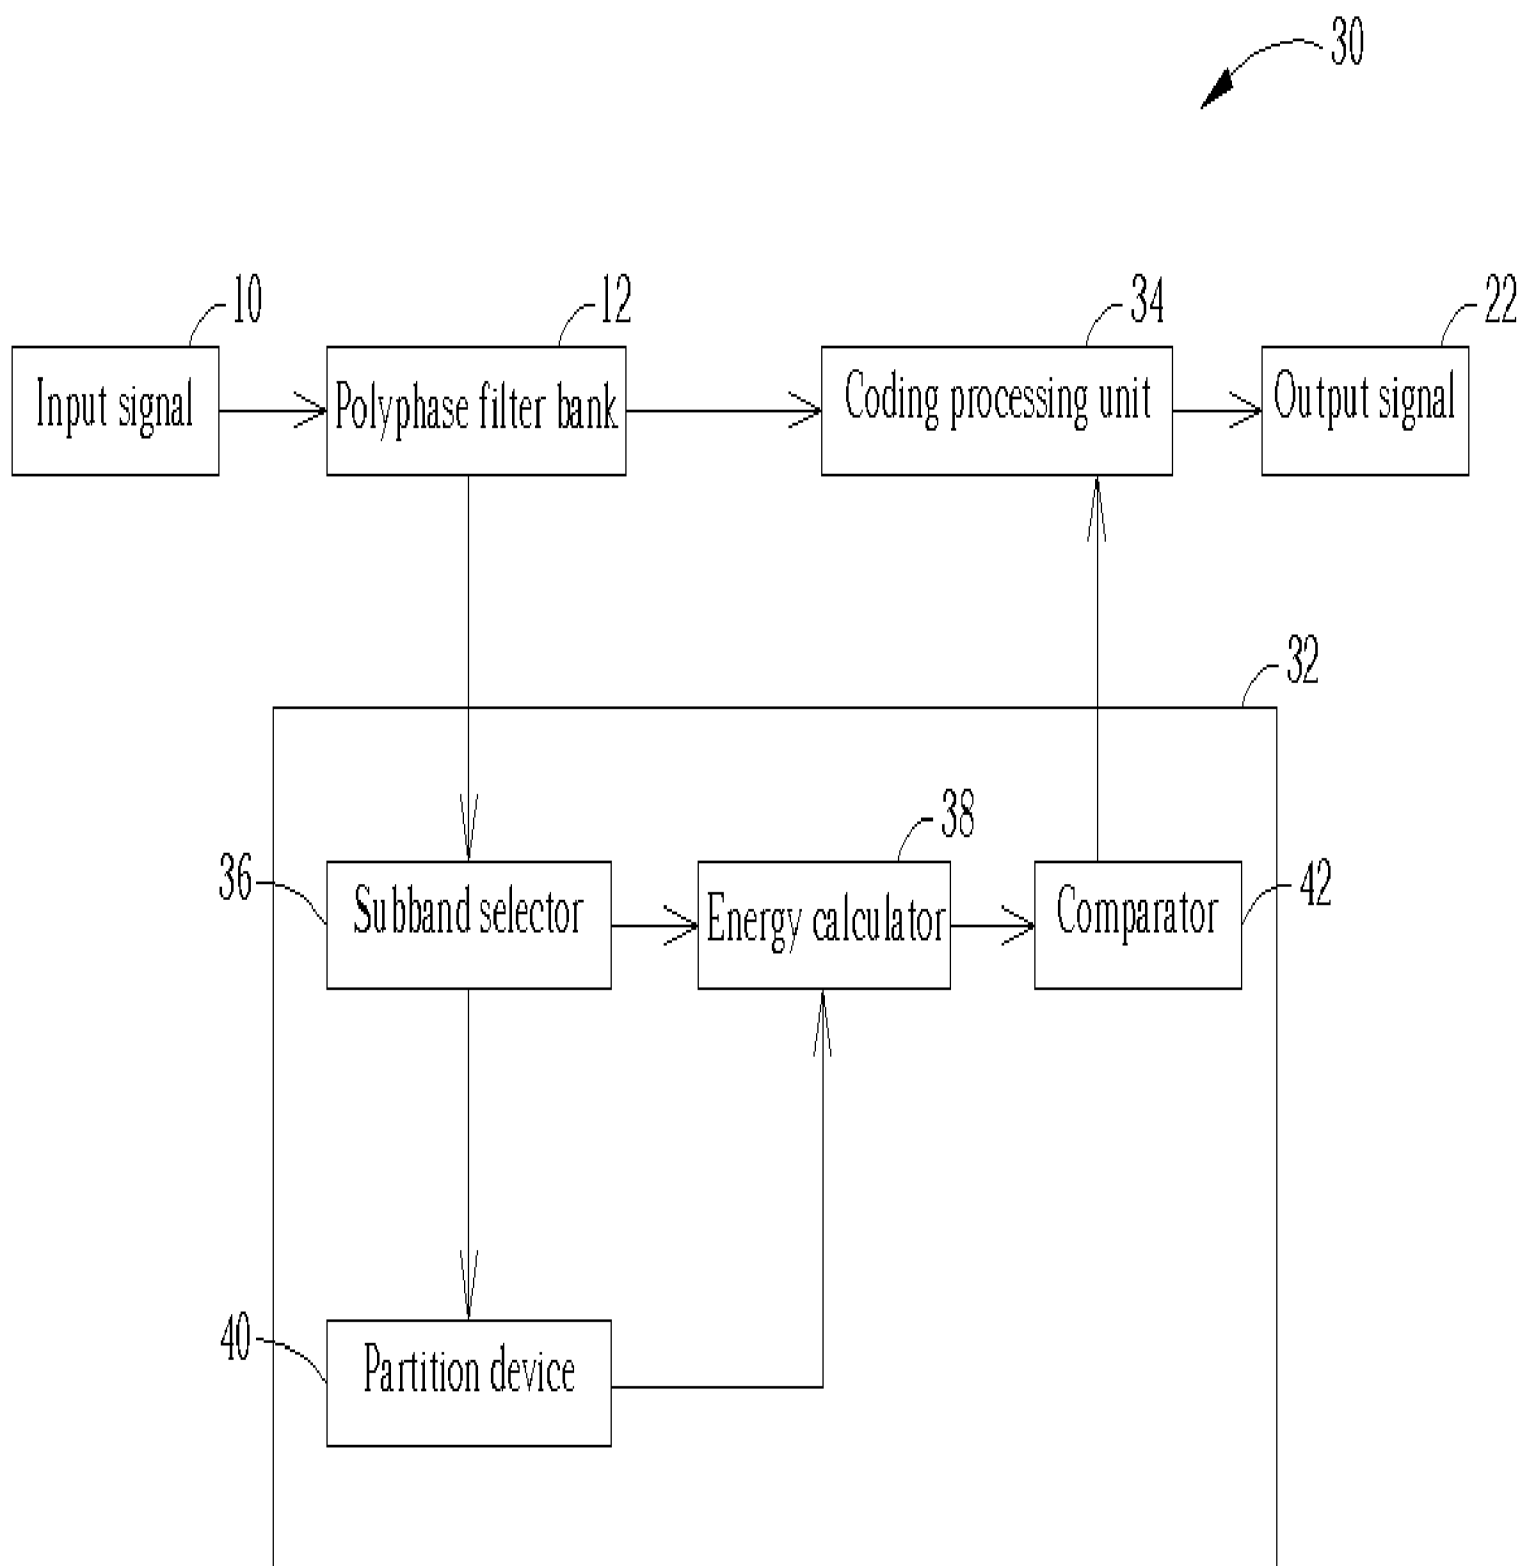 30
10
12
34
22
Input signal
Polyphase filter bank
Coding processing unit
Output signal
32
38
36
42
Subband selector
Energy calculator
Comparator
40
Partition device